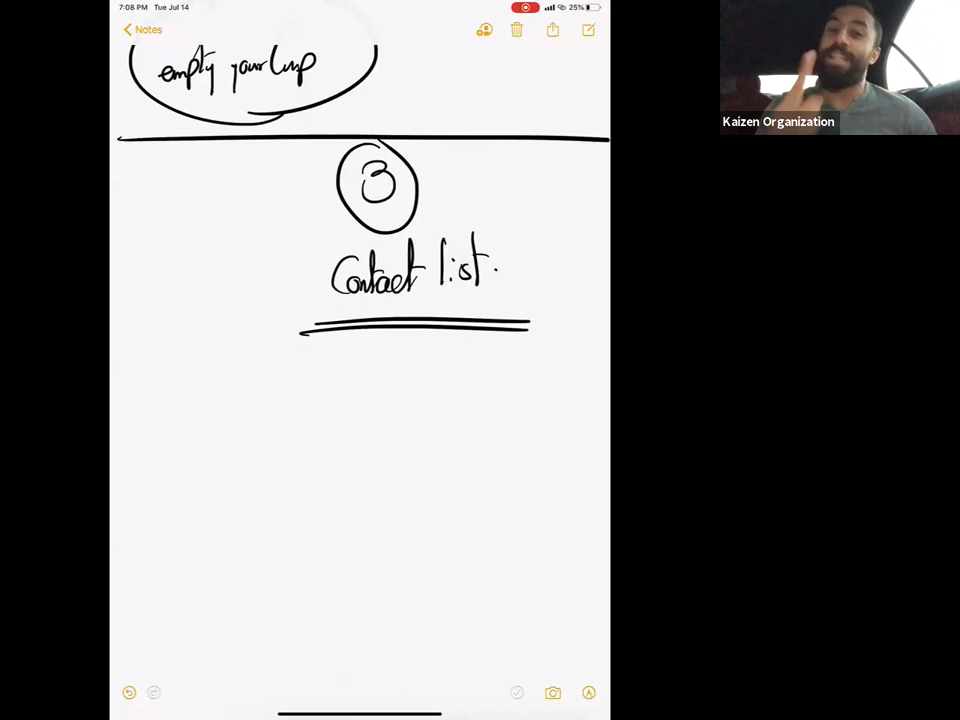 7:08 PM Tue Jul 14
25%
Notes
empty your cup
3
Contact list.
Kaizen Organization